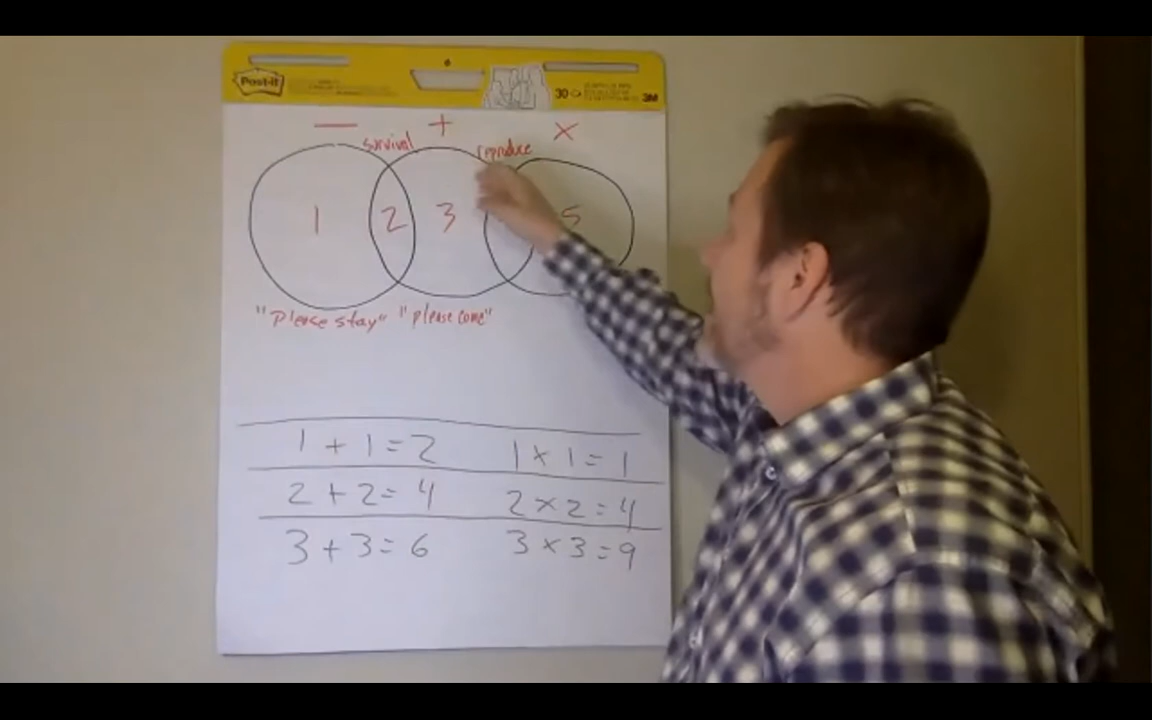 Post-it
30
3M
— + ×
survival reproduce
1 2 3 5
"Please stay" "please come"
1 + 1 = 2 1 × 1 = 1
2 + 2 = 4 2 × 2 = 4
3 + 3 = 6 3 × 3 = 9